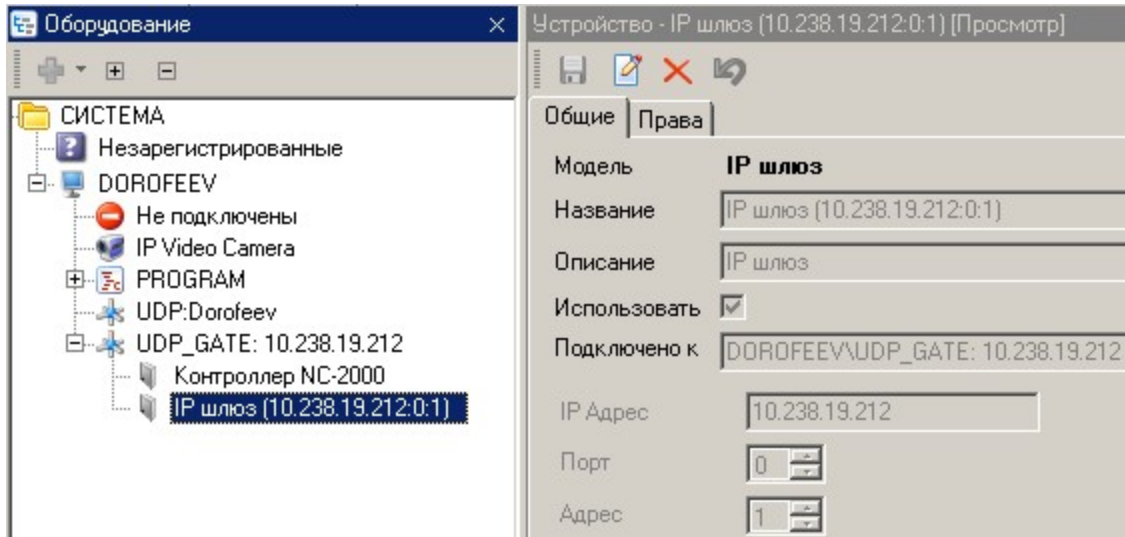 Оборудование
СИСТЕМА
Незарегистрированные
DOROFEEV
Не подключены
IP Video Camera
PROGRAM
UDP:Dorofeev
UDP_GATE: 10.238.19.212
Контроллер NC-2000
IP шлюз (10.238.19.212:0:1)
Устройство - IP шлюз (10.238.19.212:0:1) [Просмотр]
Общие Права
Модель IP шлюз
Название IP шлюз (10.238.19.212:0:1)
Описание IP шлюз
Использовать
Подключено к DOROFEEV\UDP_GATE: 10.238.19.212
IP Адрес 10.238.19.212
Порт 0
Адрес 1